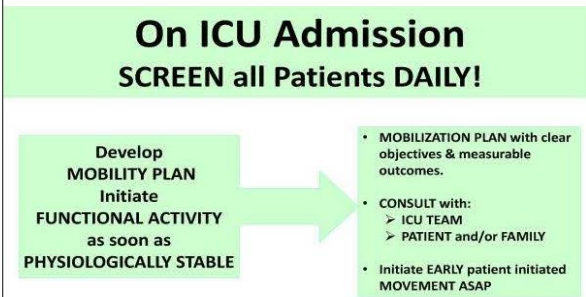 On ICU Admission
SCREEN all Patients DAILY!
Develop
MOBILITY PLAN
Initiate
FUNCTIONAL ACTIVITY
as soon as
PHYSIOLOGICALLY STABLE
• MOBILIZATION PLAN with clear
objectives & measurable
outcomes.
• CONSULT with:
➢ ICU TEAM
➢ PATIENT and/or FAMILY
• Initiate EARLY patient initiated
MOVEMENT ASAP